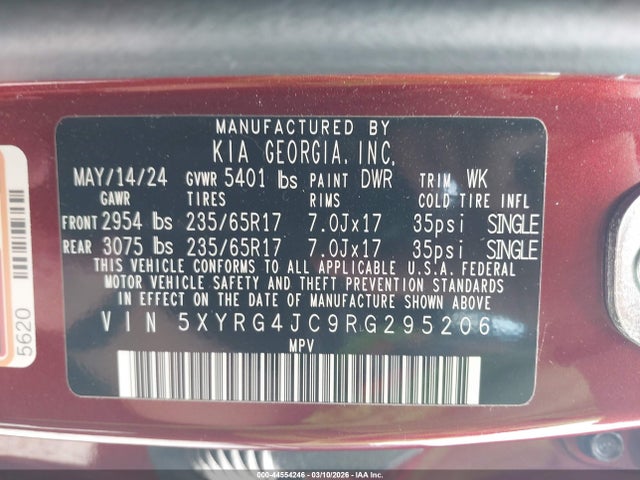 MANUFACTURED BY
KIA GEORGIA, INC.
MAY/14/24 GVWR 5401 lbs PAINT DWR TRIM WK
GAWR TIRES RIMS COLD TIRE INFL
FRONT 2954 lbs 235/65R17 7.0Jx17 35psi SINGLE
REAR 3075 lbs 235/65R17 7.0Jx17 35psi SINGLE
THIS VEHICLE CONFORMS TO ALL APPLICABLE U.S.A. FEDERAL
MOTOR VEHICLE SAFETY AND THEFT PREVENTION STANDARDS
IN EFFECT ON THE DATE OF MANUFACTURE SHOWN ABOVE.
VIN 5XYRG4JC9RG295206
MPV
5620
000-44554246 - 03/10/2026 - IAA Inc.